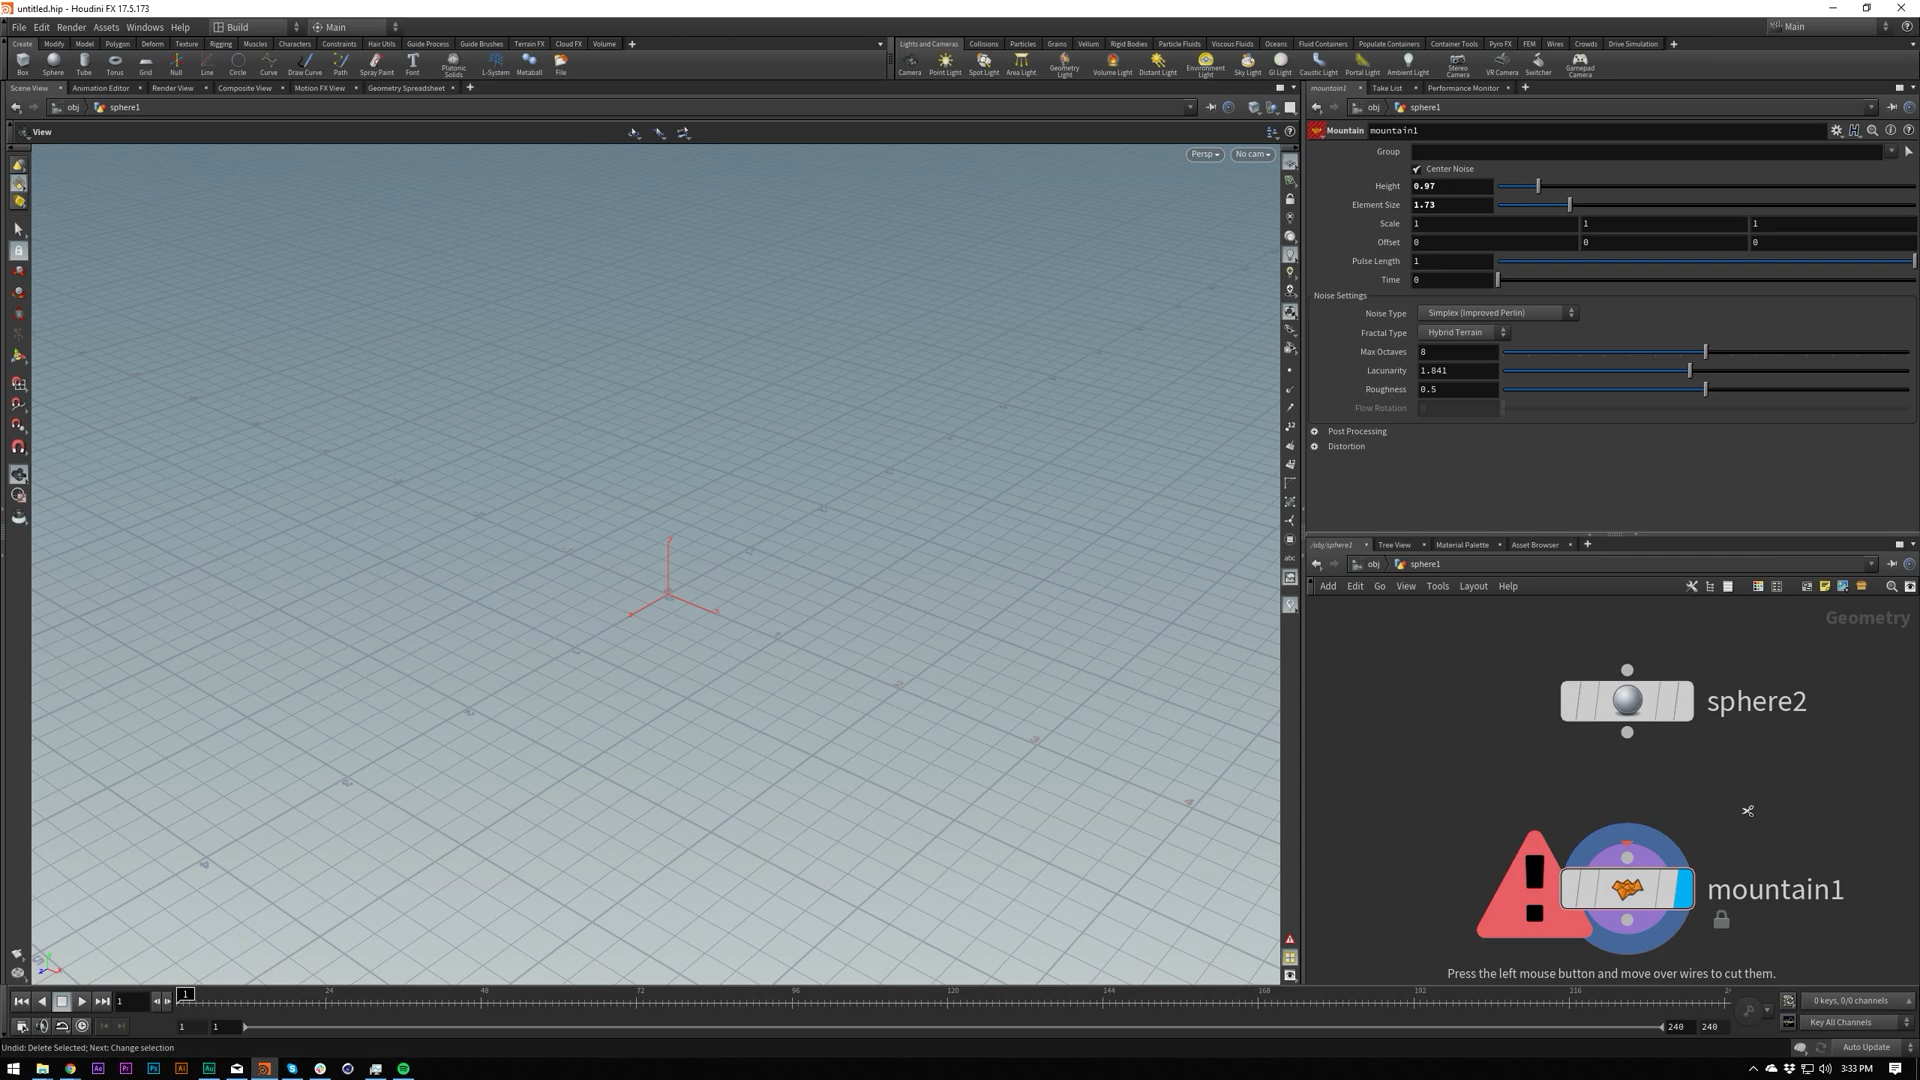 untitled.hip - Houdini FX 17.5.173
File Edit Render Assets Windows Help Build Main Main
Create Modify Model Polygon Deform Texture Rigging Muscles Characters Constraints Hair Utils Guide Process Guide Brushes Terrain FX Cloud FX Volume
Lights and Cameras Collisions Particles Grains Vellum Rigid Bodies Particle Fluids Viscous Fluids Oceans Fluid Containers Populate Containers Container Tools Pyro FX FEM Wires Crowds Drive Simulation
Box Sphere Tube Torus Grid Null Line Circle Curve Draw Curve Path Spray Paint Font Platonic Solids L-System Metaball File
Camera Point Light Spot Light Area Light Geometry Light Volume Light Distant Light Environment Light Sky Light GI Light Caustic Light Portal Light Ambient Light Stereo Camera VR Camera Switcher Gamepad Camera
Scene View Animation Editor Render View Composite View Motion FX View Geometry Spreadsheet
obj sphere1
View
Persp No cam
mountain1 Take List Performance Monitor
obj sphere1
Mountain mountain1
Group
Center Noise
Height 0.97
Element Size 1.73
Scale 1 1 1
Offset 0 0 0
Pulse Length 1
Time 0
Noise Settings
Noise Type Simplex (Improved Perlin)
Fractal Type Hybrid Terrain
Max Octaves 8
Lacunarity 1.841
Roughness 0.5
Flow Rotation 0
Post Processing
Distortion
/obj/sphere1 Tree View Material Palette Asset Browser
obj sphere1
Add Edit Go View Tools Layout Help
Geometry
sphere2
mountain1
Press the left mouse button and move over wires to cut them.
1 1 24 48 72 96 120 144 168 192 216
0 keys, 0/0 channels
1 1 240 240
Key All Channels
Undid: Delete Selected; Next: Change selection
Auto Update
3:33 PM